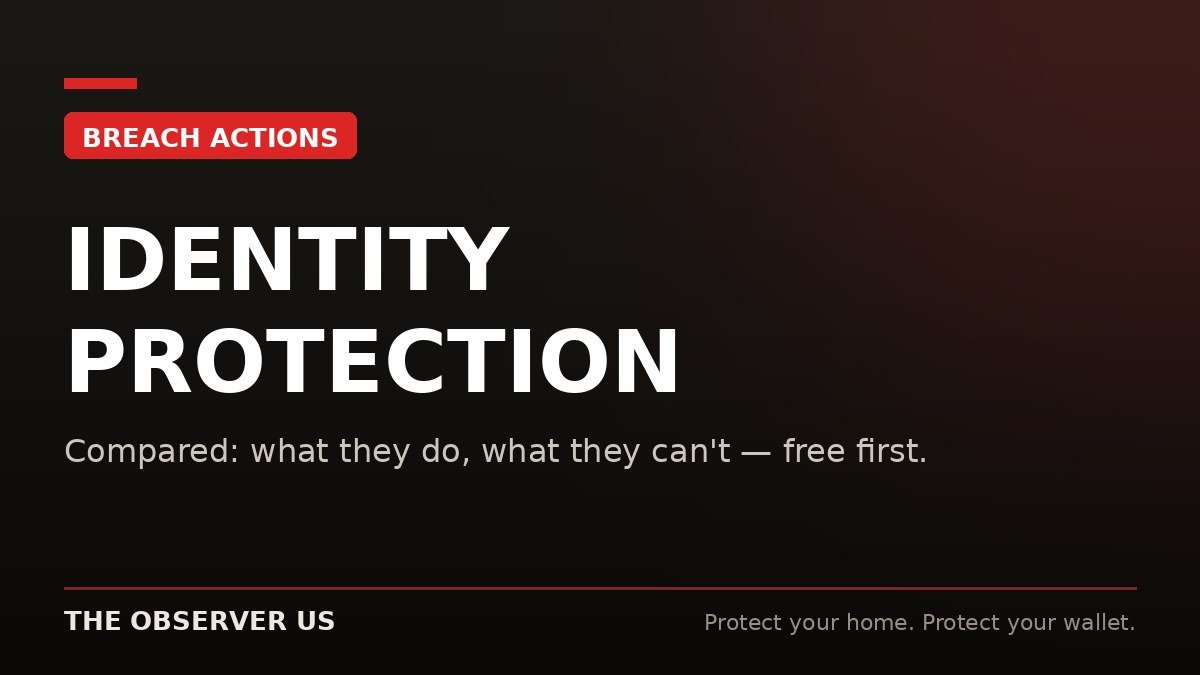 BREACH ACTIONS
IDENTITY
PROTECTION
Compared: what they do, what they can't — free first.
THE OBSERVER US
Protect your home. Protect your wallet.